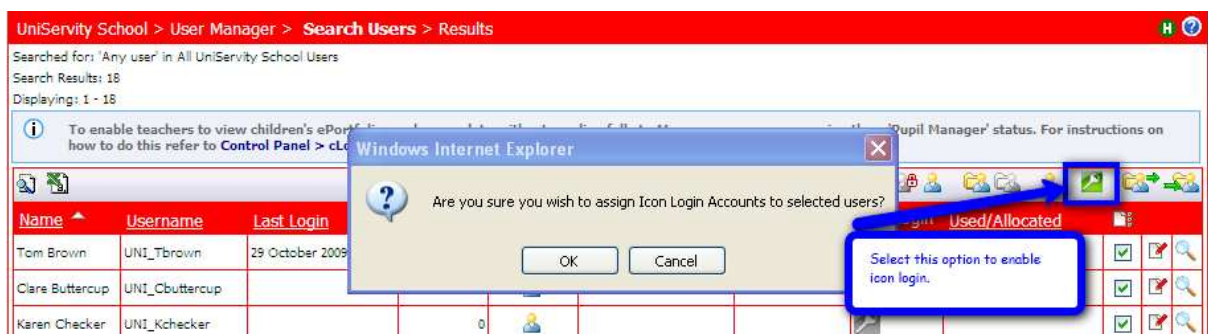 UniServity School > User Manager > Search Users > Results
H ?
Searched for: 'Any user' in All UniServity School Users
Search Results: 18
Displaying: 1 - 18
i To enable teachers to view children's 'Pupil Manager' status. For instructions on
how to do this refer to Control Panel >
Windows Internet Explorer
Are you sure you wish to assign Icon Login Accounts to selected users?
OK Cancel
Name Username Last Login Used/Allocated
Select this option to enable
icon login.
Tom Brown UNI_Tbrown 29 October 2009
Clare Buttercup UNI_Cbuttercup
Karen Checker UNI_Kchecker 0